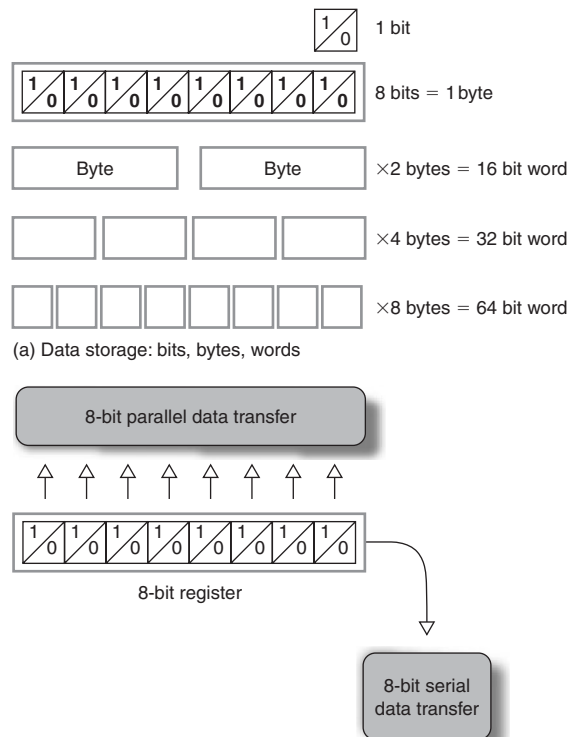 1/0 1 bit
1/0 1/0 1/0 1/0 1/0 1/0 1/0 1/0 8 bits = 1 byte
Byte Byte ×2 bytes = 16 bit word
×4 bytes = 32 bit word
×8 bytes = 64 bit word
(a) Data storage: bits, bytes, words
8-bit parallel data transfer
1/0 1/0 1/0 1/0 1/0 1/0 1/0 1/0
8-bit register
8-bit serial
data transfer